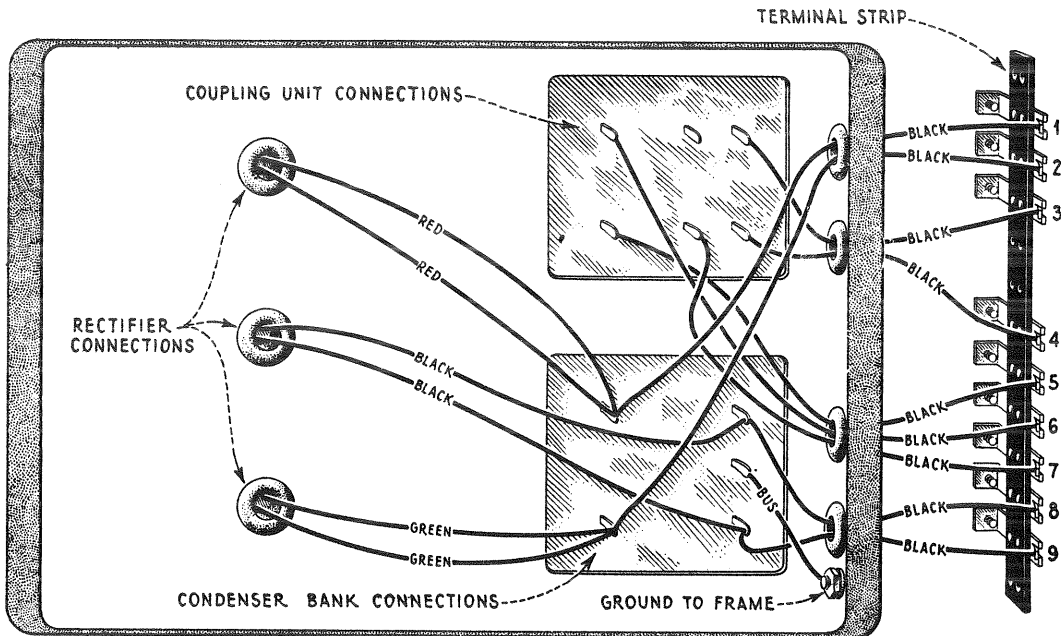 TERMINAL STRIP
COUPLING UNIT CONNECTIONS
BLACK
1
BLACK
2
RED
BLACK
3
RED
BLACK
RECTIFIER
CONNECTIONS
BLACK
4
BLACK
5
BLACK
6
BLACK
7
BUS
BLACK
8
GREEN
BLACK
9
GREEN
CONDENSER BANK CONNECTIONS
GROUND TO FRAME